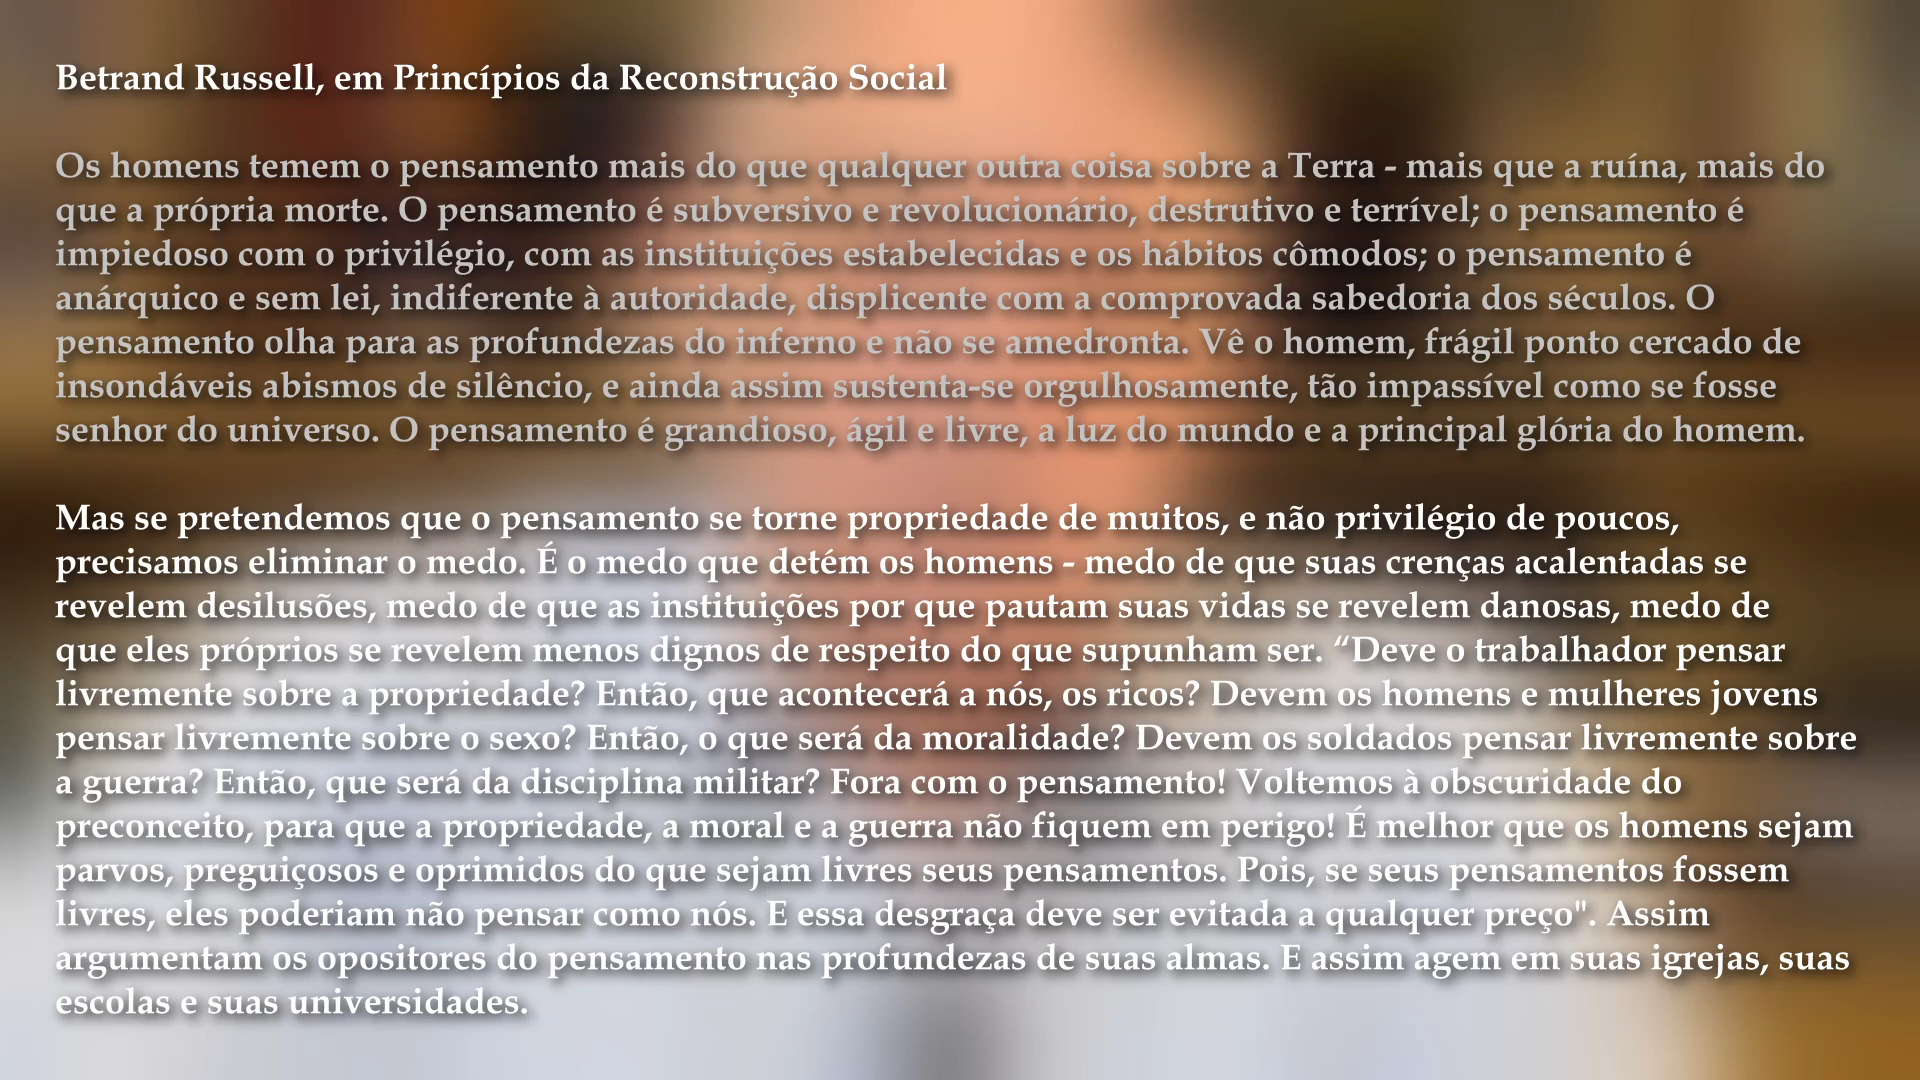 Betrand Russell, em Princípios da Reconstrução Social
Os homens temem o pensamento mais do que qualquer outra coisa sobre a Terra - mais que a ruína, mais do
que a própria morte. O pensamento é subversivo e revolucionário, destrutivo e terrível; o pensamento é
impiedoso com o privilégio, com as instituições estabelecidas e os hábitos cômodos; o pensamento é
anárquico e sem lei, indiferente à autoridade, displicente com a comprovada sabedoria dos séculos. O
pensamento olha para as profundezas do inferno e não se amedronta. Vê o homem, frágil ponto cercado de
insondáveis abismos de silêncio, e ainda assim sustenta-se orgulhosamente, tão impassível como se fosse
senhor do universo. O pensamento é grandioso, ágil e livre, a luz do mundo e a principal glória do homem.
Mas se pretendemos que o pensamento se torne propriedade de muitos, e não privilégio de poucos,
precisamos eliminar o medo. É o medo que detém os homens - medo de que suas crenças acalentadas se
revelem desilusões, medo de que as instituições por que pautam suas vidas se revelem danosas, medo de
que eles próprios se revelem menos dignos de respeito do que supunham ser. “Deve o trabalhador pensar
livremente sobre a propriedade? Então, que acontecerá a nós, os ricos? Devem os homens e mulheres jovens
pensar livremente sobre o sexo? Então, o que será da moralidade? Devem os soldados pensar livremente sobre
a guerra? Então, que será da disciplina militar? Fora com o pensamento! Voltemos à obscuridade do
preconceito, para que a propriedade, a moral e a guerra não fiquem em perigo! É melhor que os homens sejam
parvos, preguiçosos e oprimidos do que sejam livres seus pensamentos. Pois, se seus pensamentos fossem
livres, eles poderiam não pensar como nós. E essa desgraça deve ser evitada a qualquer preço". Assim
argumentam os opositores do pensamento nas profundezas de suas almas. E assim agem em suas igrejas, suas
escolas e suas universidades.